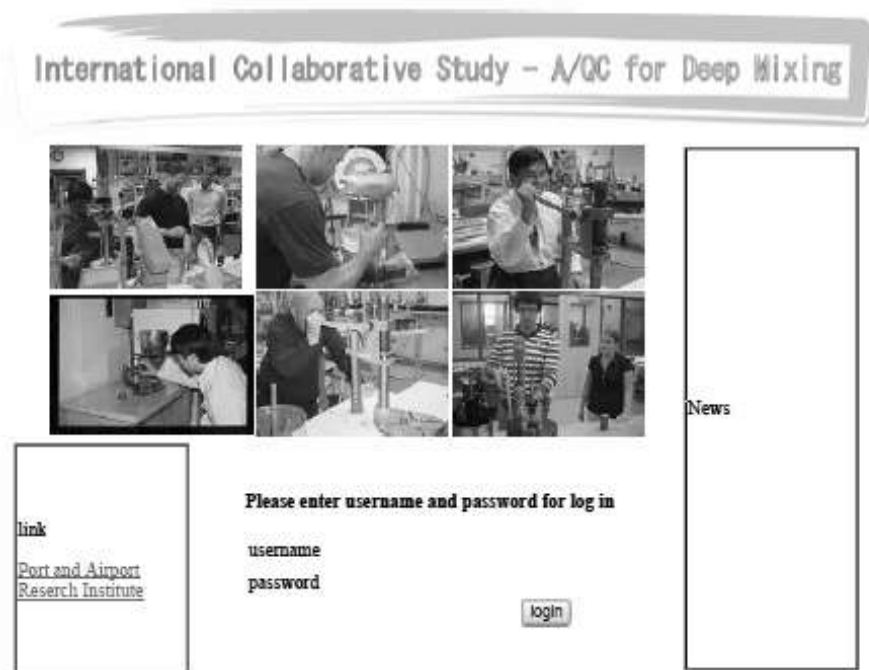 International Collaborative Study - A/QC for Deep Mixing
News
Please enter username and password for log in
link
username
Port and Airport
Reserch Institute
password
login